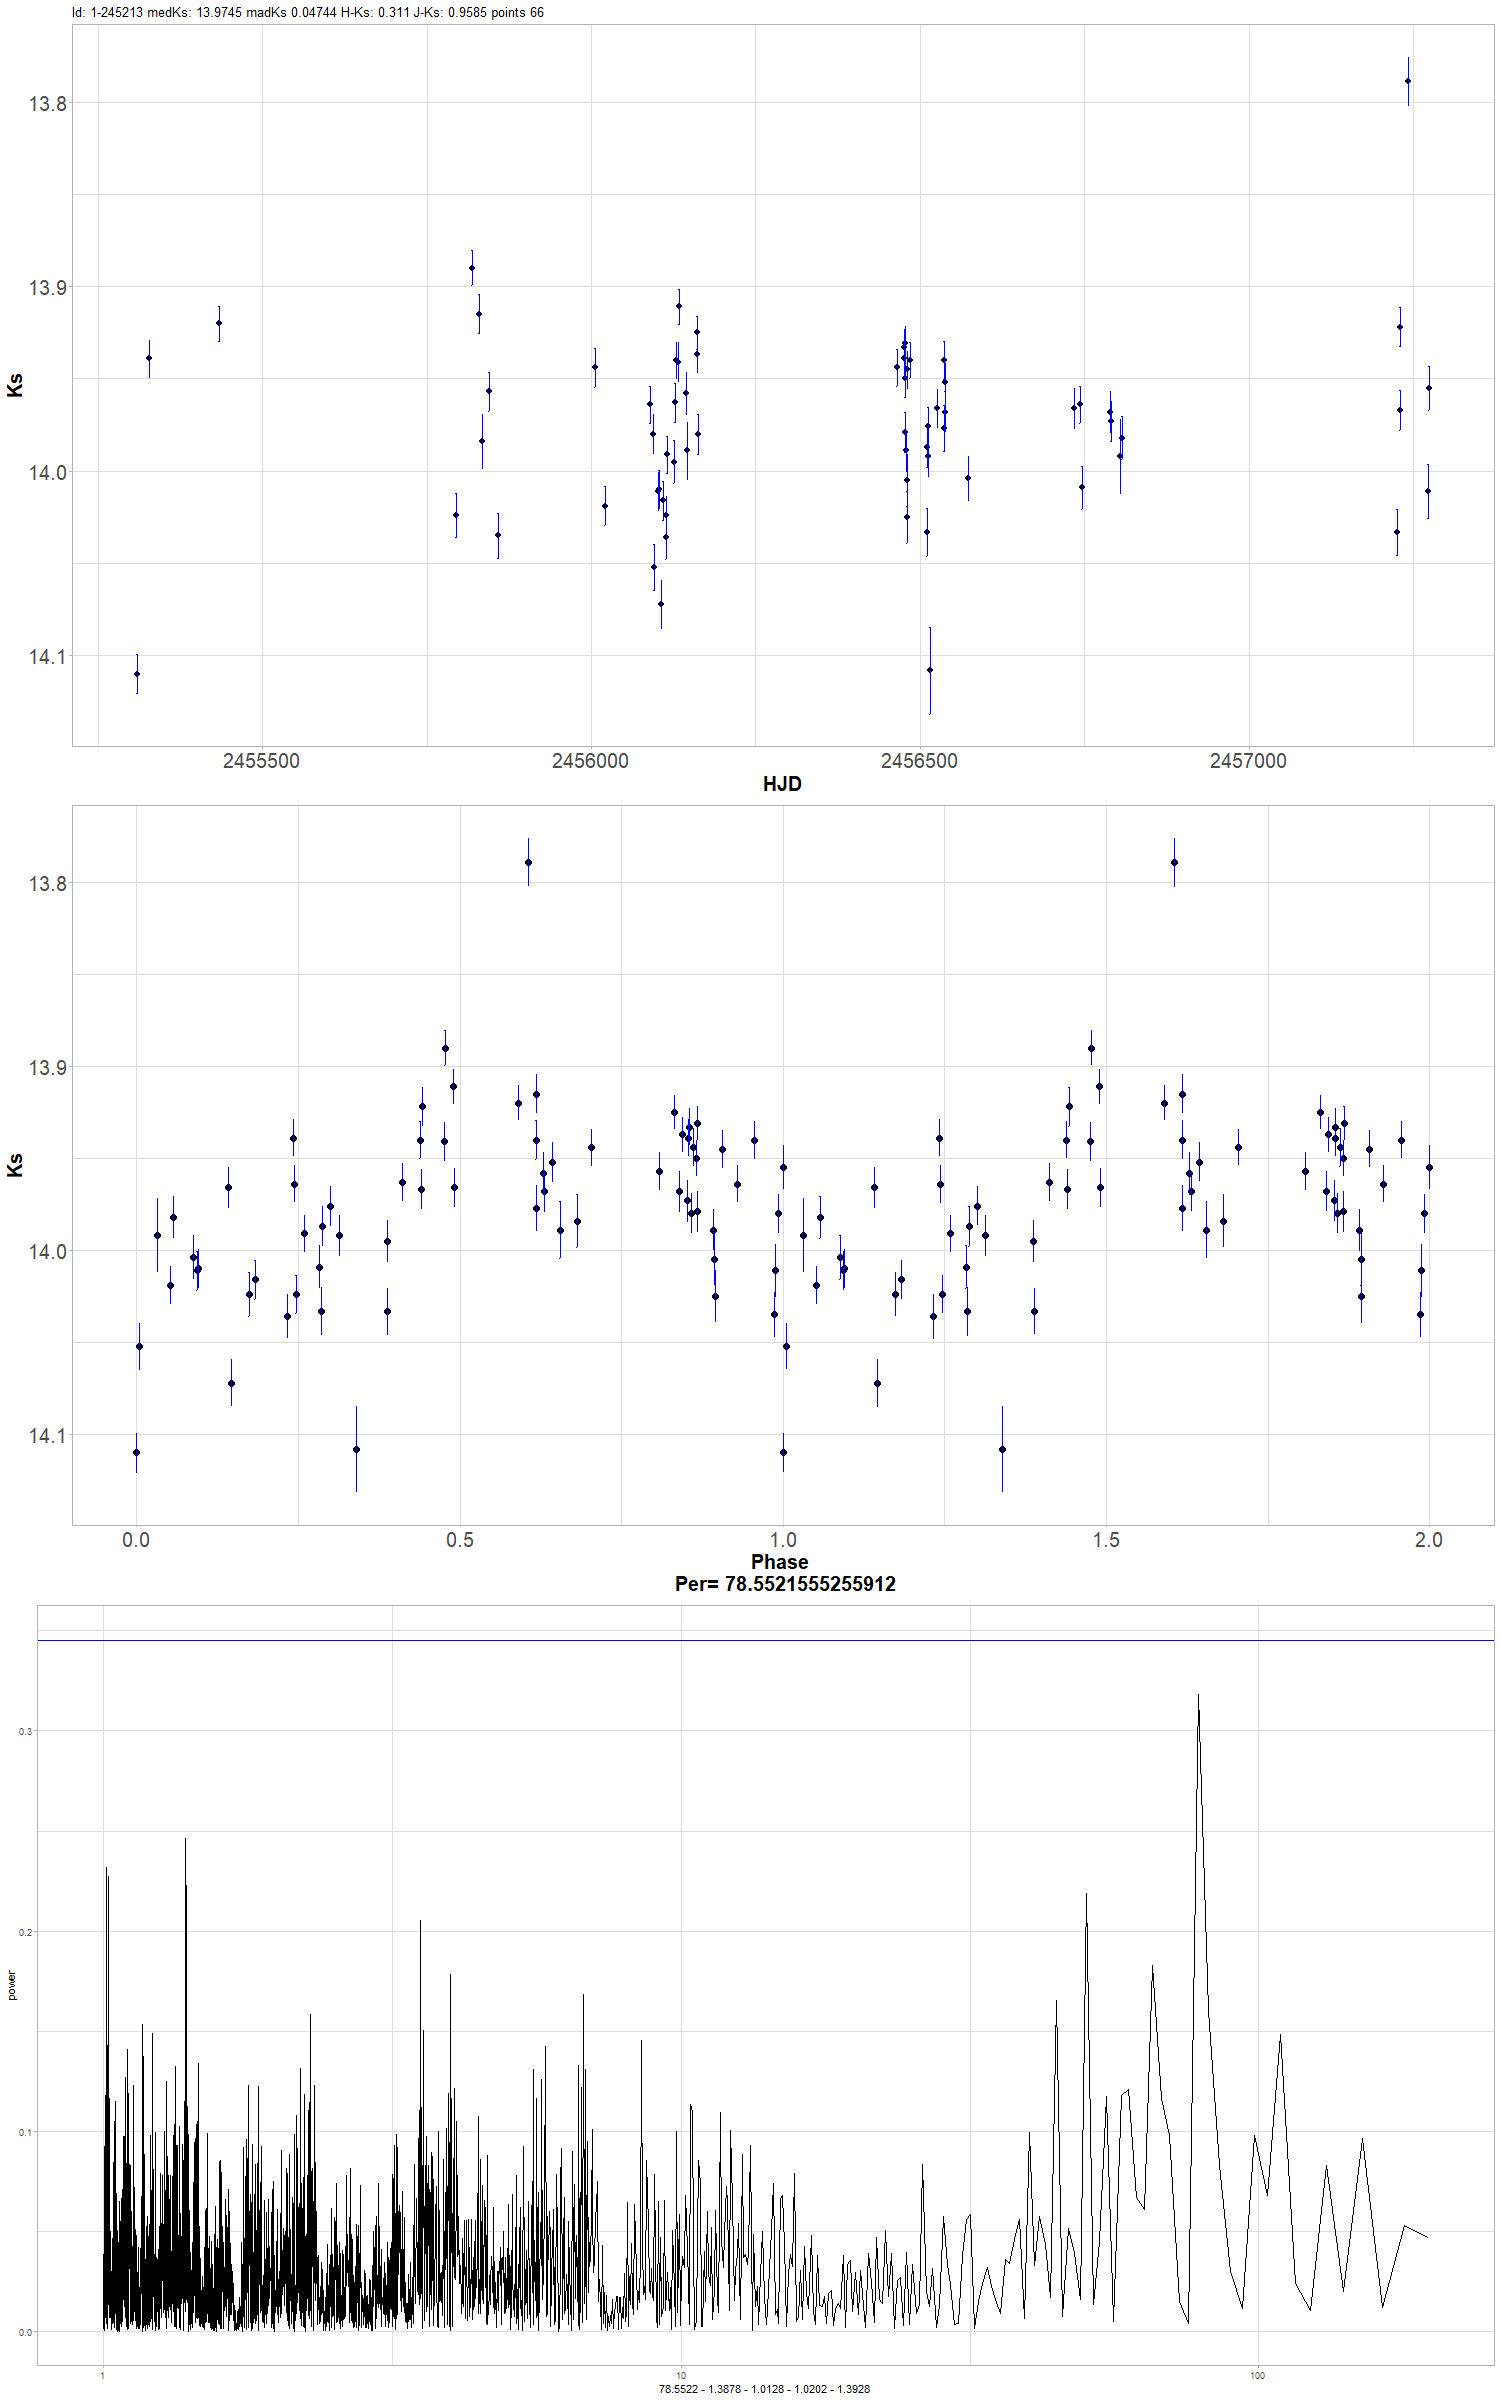 Id: 1-245213 medKs: 13.9745 madKs 0.04744 H-Ks: 0.311 J-Ks: 0.9585 points 66
13.8
13.9
14.0
14.1
Ks
2455500 2456000 2456500 2457000
HJD
13.8
13.9
14.0
14.1
Ks
0.0 0.5 1.0 1.5 2.0
Phase
Per= 78.5521555255912
0.3
0.2
0.1
0.0
power
1 10 100
78.5522 - 1.3878 - 1.0128 - 1.0202 - 1.3928